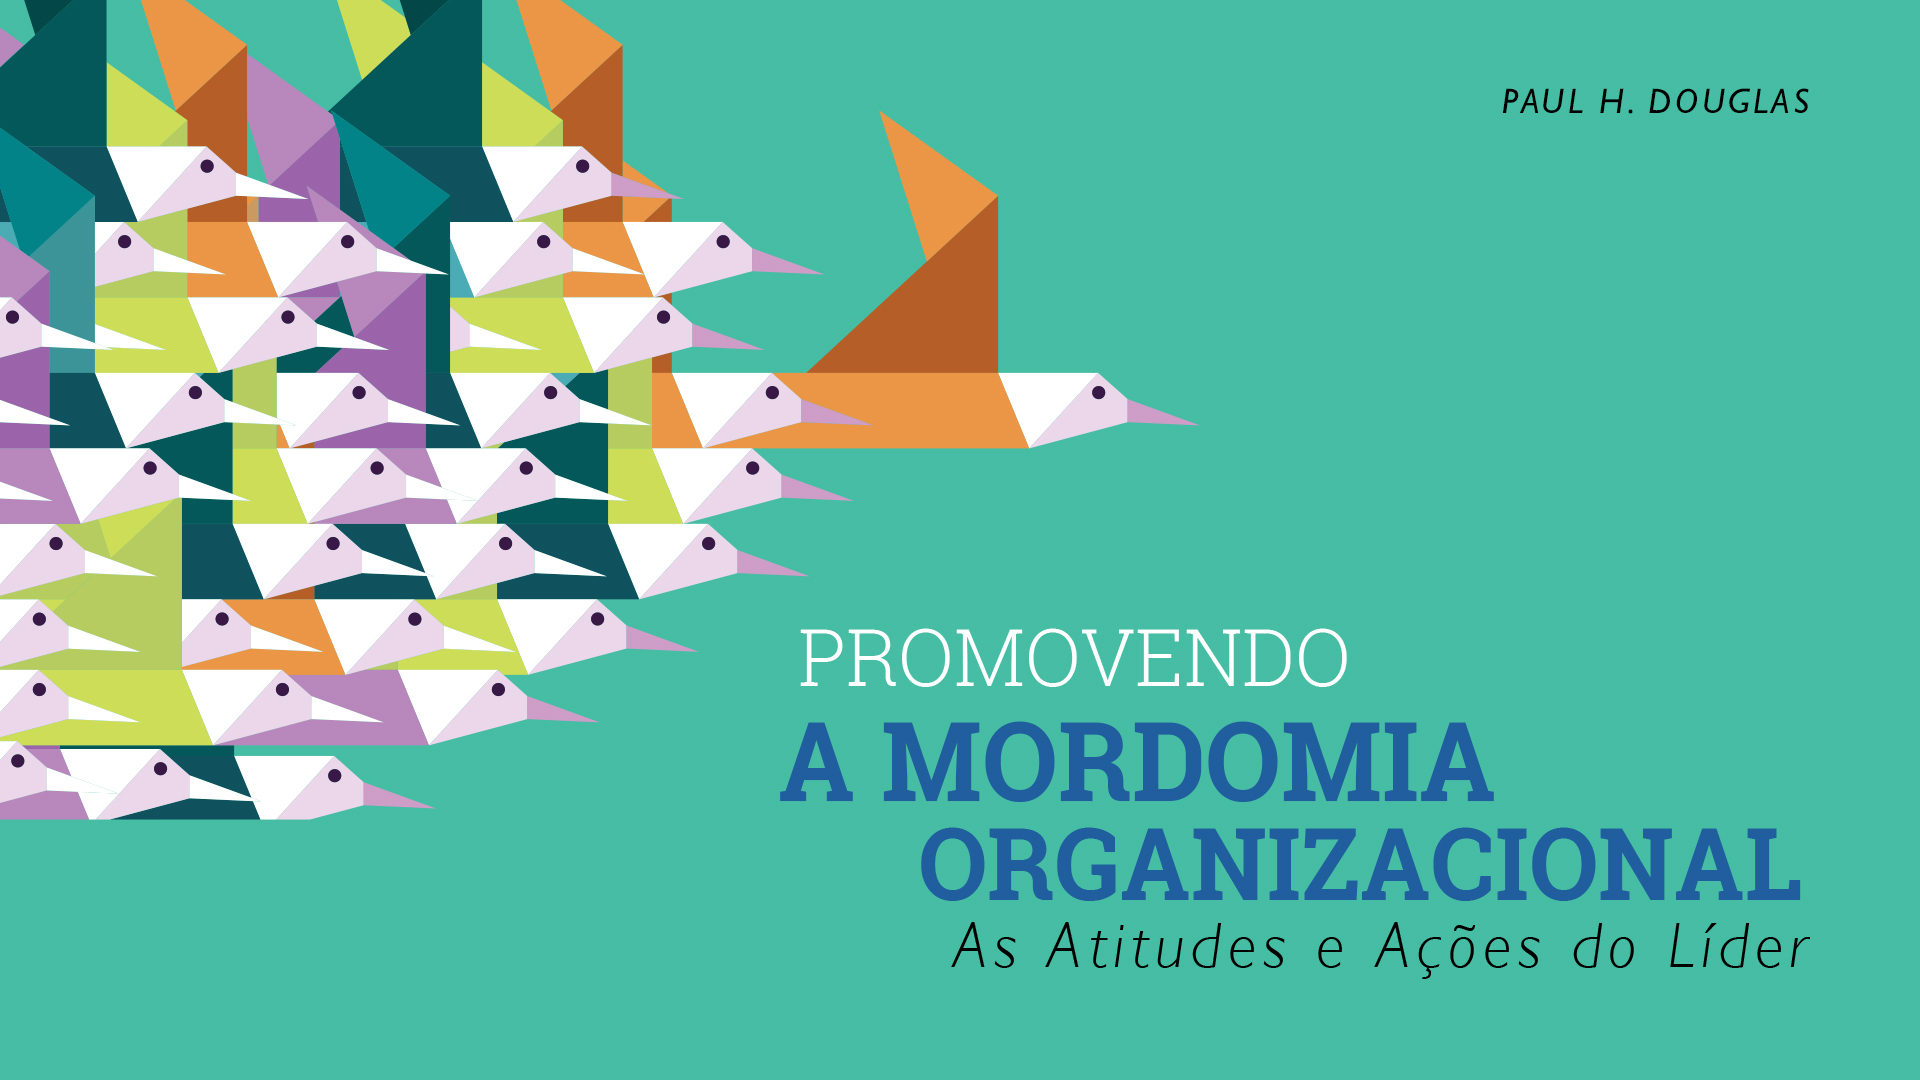 PAUL H. DOUGLAS
PROMOVENDO
A MORDOMIA
ORGANIZACIONAL
As Atitudes e Ações do Líder